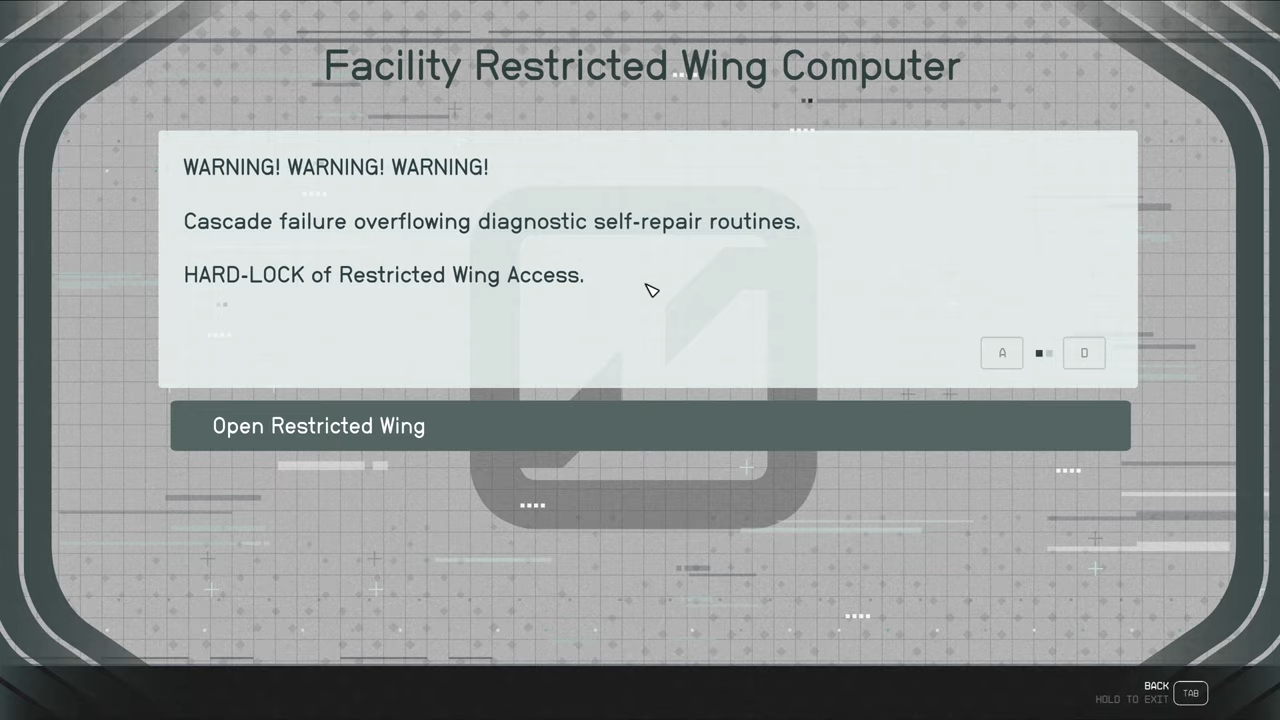 Facility Restricted Wing Computer
WARNING! WARNING! WARNING!
Cascade failure overflowing diagnostic self-repair routines.
HARD-LOCK of Restricted Wing Access.
A D
Open Restricted Wing
BACK
HOLD TO EXIT TAB